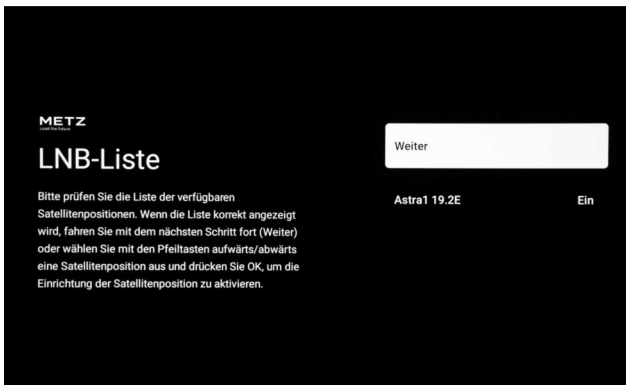 METZ
Lead the future
LNB-Liste
Bitte prüfen Sie die Liste der verfügbaren
Satellitenpositionen. Wenn die Liste korrekt angezeigt
wird, fahren Sie mit dem nächsten Schritt fort (Weiter)
oder wählen Sie mit den Pfeiltasten aufwärts/abwärts
eine Satellitenposition aus und drücken Sie OK, um die
Einrichtung der Satellitenposition zu aktivieren.
Weiter
Astra1 19.2E Ein